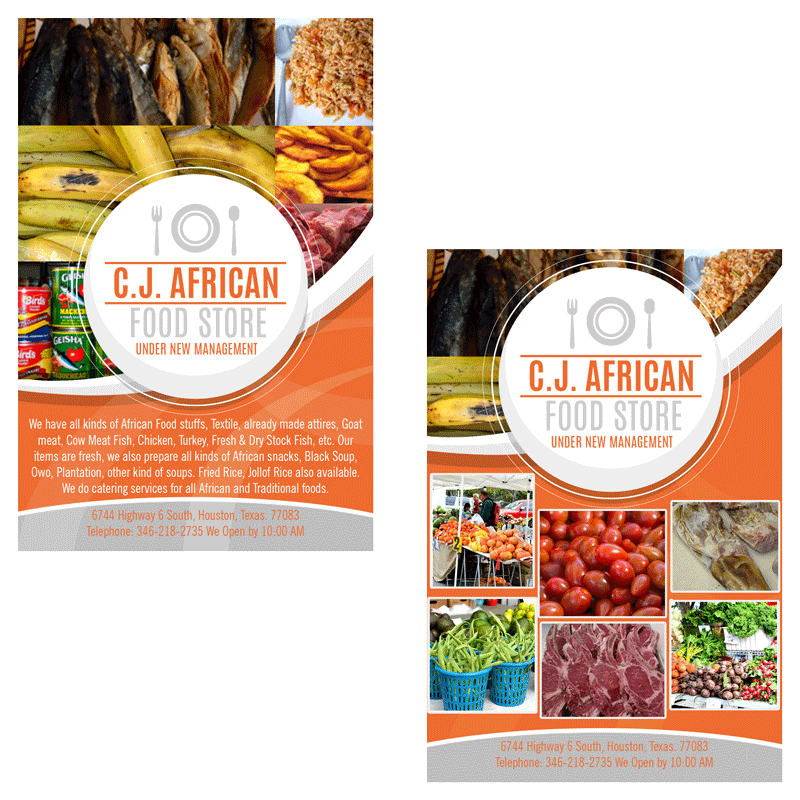 C.J. AFRICAN
FOOD STORE
UNDER NEW MANAGEMENT
Birds
GEISHA
MACKEREL
We have all kinds of African Food stuffs, Textile, already made attires, Goat
meat, Cow Meat Fish, Chicken, Turkey, Fresh & Dry Stock Fish, etc. Our
items are fresh, we also prepare all kinds of African snacks, Black Soup,
Owo, Plantation, other kind of soups. Fried Rice, Jollof Rice also available.
We do catering services for all African and Traditional foods.
6744 Highway 6 South, Houston, Texas. 77083
Telephone: 346-218-2735 We Open by 10:00 AM
C.J. AFRICAN
FOOD STORE
UNDER NEW MANAGEMENT
6744 Highway 6 South, Houston, Texas. 77083
Telephone: 346-218-2735 We Open by 10:00 AM